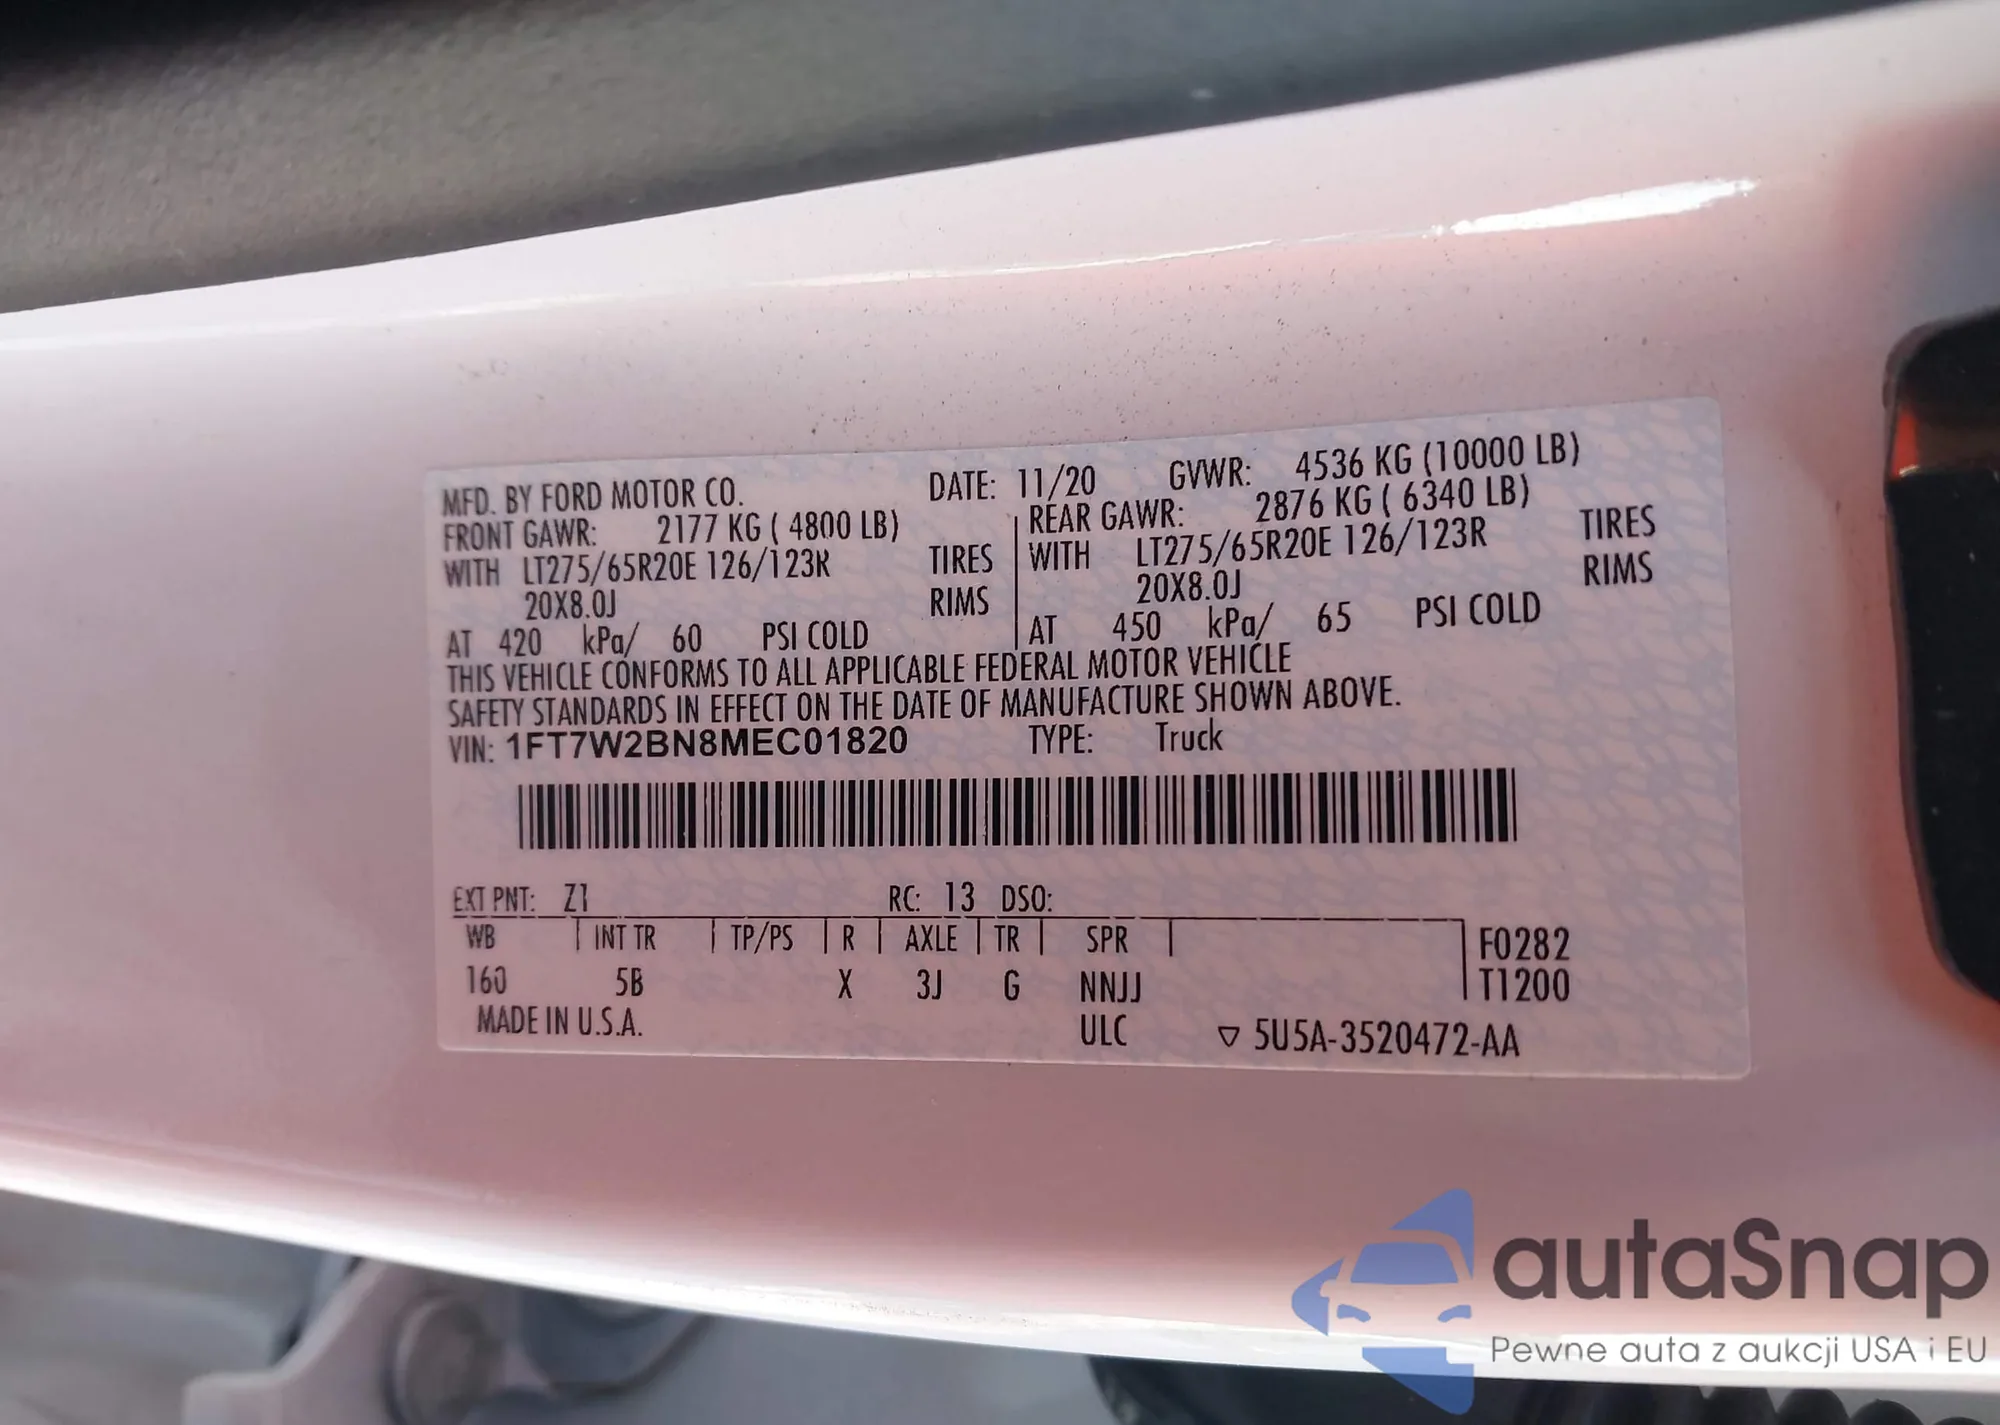 MFD. BY FORD MOTOR CO. DATE: 11/20 GVWR: 4536 KG (10000 LB)
FRONT GAWR: 2177 KG ( 4800 LB) REAR GAWR: 2876 KG ( 6340 LB)
WITH LT275/65R20E 126/123R TIRES WITH LT275/65R20E 126/123R TIRES
20X8.0J RIMS 20X8.0J RIMS
AT 420 kPa/ 60 PSI COLD AT 450 kPa/ 65 PSI COLD
THIS VEHICLE CONFORMS TO ALL APPLICABLE FEDERAL MOTOR VEHICLE
SAFETY STANDARDS IN EFFECT ON THE DATE OF MANUFACTURE SHOWN ABOVE.
VIN: 1FT7W2BN8MEC01820 TYPE: Truck
EXT PNT: Z1 RC: 13 DSO:
WB INT TR TP/PS R AXLE TR SPR F0282
160 5B X 3J G NNJJ T1200
MADE IN U.S.A. ULC ▽ 5U5A-3520472-AA
autaSnap
Pewne auta z aukcji USA i EU